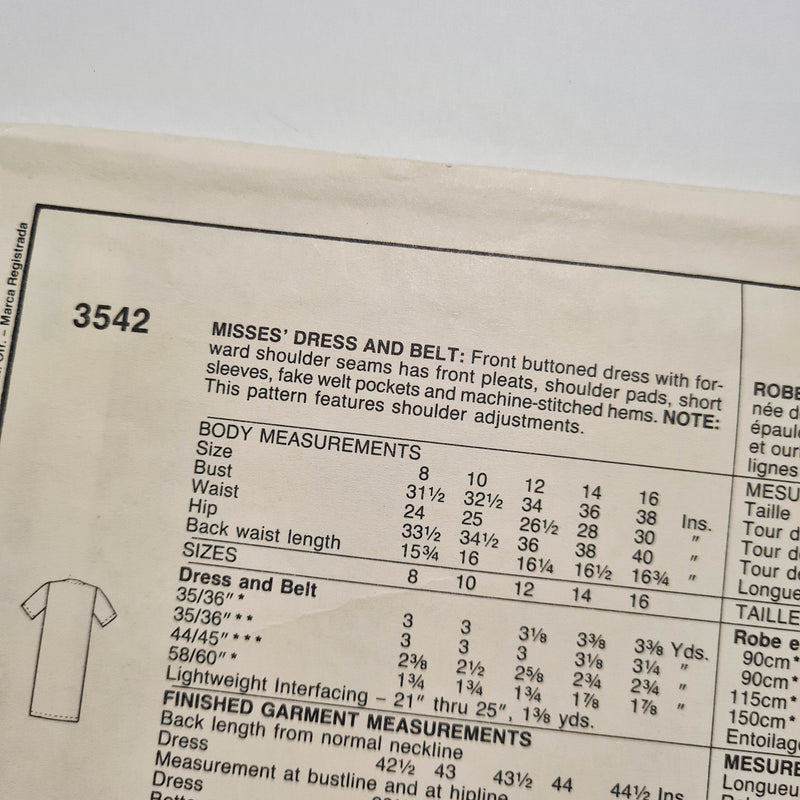 Off. – Marca Registrada
3542
MISSES' DRESS AND BELT: Front buttoned dress with for-
ward shoulder seams has front pleats, shoulder pads, short
sleeves, fake welt pockets and machine-stitched hems. NOTE:
This pattern features shoulder adjustments.
BODY MEASUREMENTS
Size 8 10 12 14 16
Bust 31½ 32½ 34 36 38 Ins.
Waist 24 25 26½ 28 30 "
Hip 33½ 34½ 36 38 40 "
Back waist length 15¾ 16 16¼ 16½ 16¾ "
SIZES 8 10 12 14 16
Dress and Belt
35/36" * 3 3 3⅛ 3⅜ 3⅜ Yds.
35/36" ** 3 3 3 3⅛ 3¼ "
44/45" *** 2⅜ 2½ 2⅝ 2¾ 2¾ "
58/60" * 1¾ 1¾ 1¾ 1⅞ 1⅞ "
Lightweight Interfacing – 21" thru 25", 1⅜ yds.
FINISHED GARMENT MEASUREMENTS
Back length from normal neckline
Dress 42½ 43 43½ 44 44½ Ins.
Measurement at bustline and at hipline
Dress
ROBE
née d
épaul
et our
lignes
MESU
Taille
Tour d
Tour d
Tour d
Longue
TAILLE
Robe e
90cm*
90cm*
115cm*
150cm*
Entoilag
MESURE
Longueu